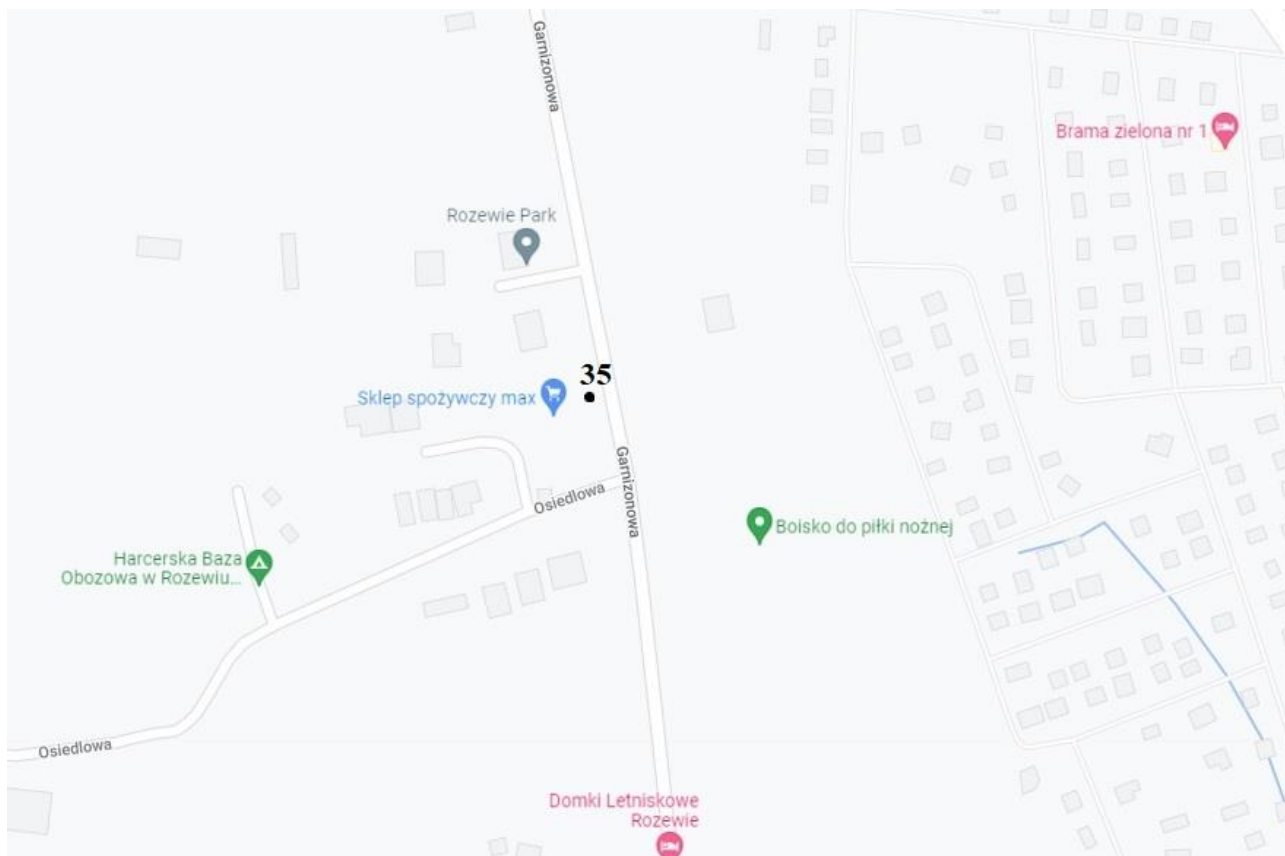 Garnizonowa
Brama zielona nr 1
Rozewie Park
35
Sklep spożywczy max
Garnizonowa
Osiedlowa
Boisko do piłki nożnej
Harcerska Baza
Obozowa w Rozewiu...
Osiedlowa
Domki Letniskowe
Rozewie